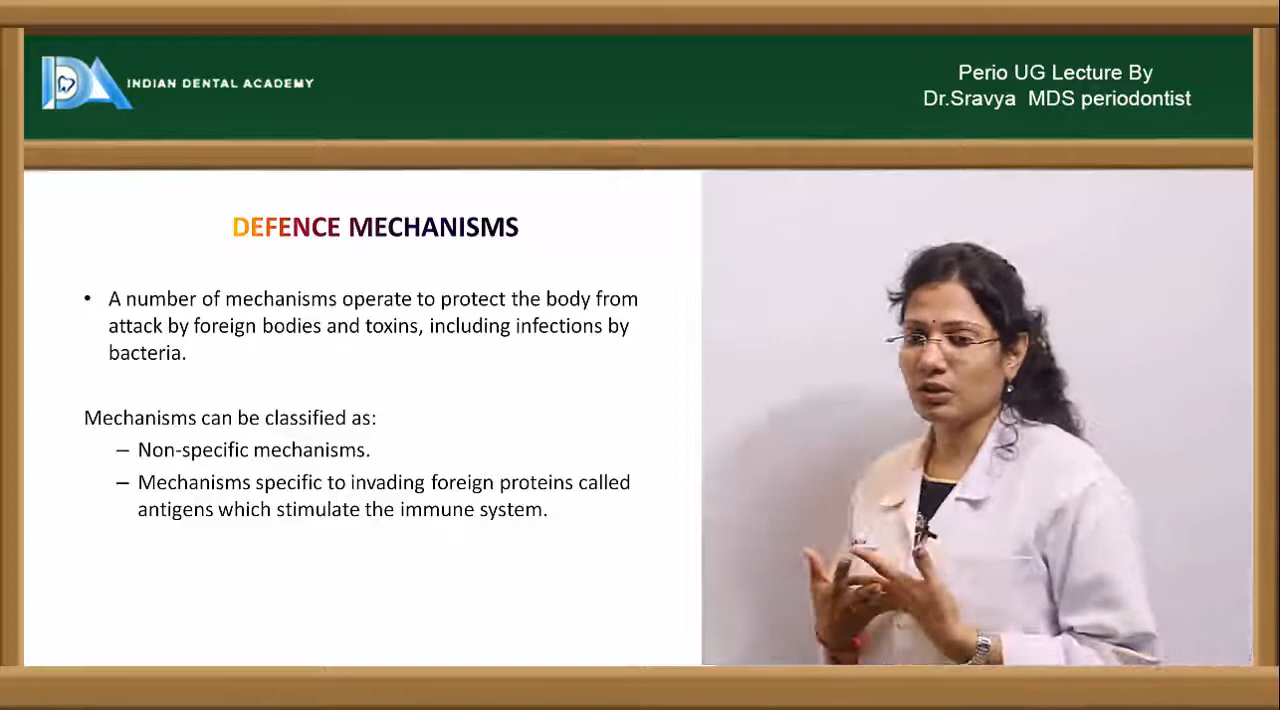 IDA
INDIAN DENTAL ACADEMY
Perio UG Lecture By
Dr.Sravya  MDS periodontist
DEFENCE MECHANISMS
• A number of mechanisms operate to protect the body from
attack by foreign bodies and toxins, including infections by
bacteria.
Mechanisms can be classified as:
– Non-specific mechanisms.
– Mechanisms specific to invading foreign proteins called
antigens which stimulate the immune system.